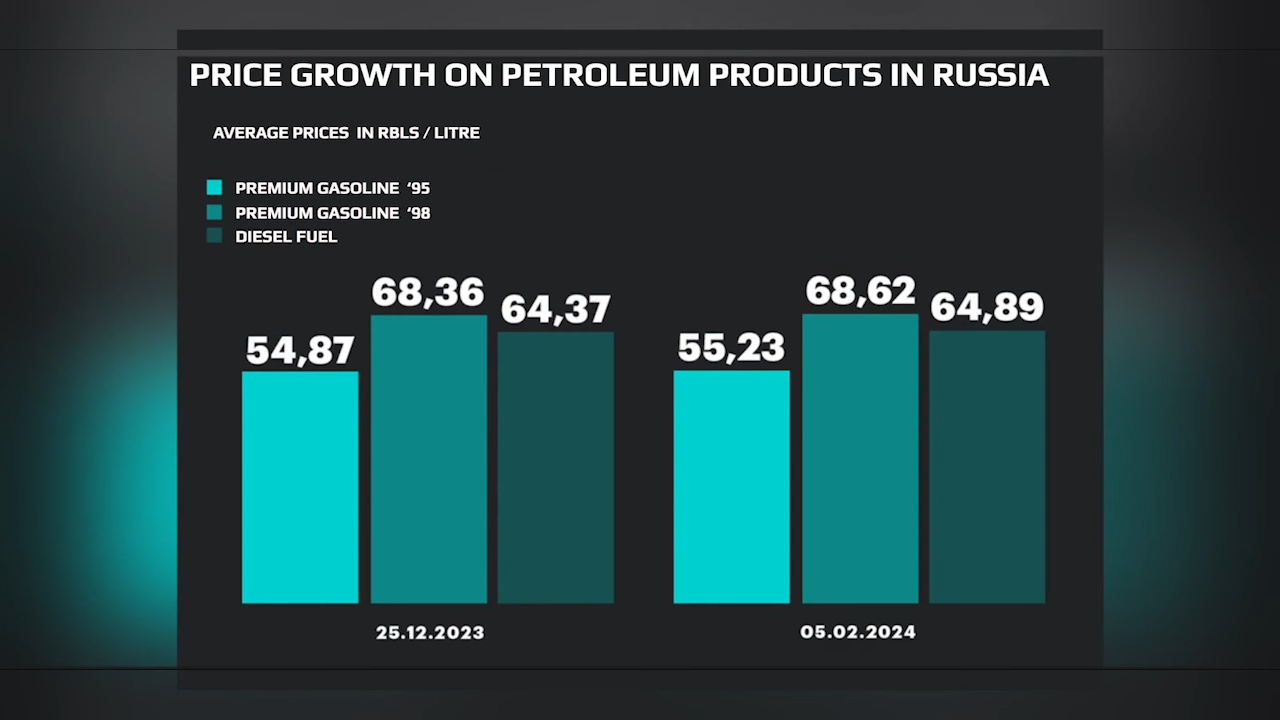 PRICE GROWTH ON PETROLEUM PRODUCTS IN RUSSIA
AVERAGE PRICES IN RBLS / LITRE
PREMIUM GASOLINE ‘95
PREMIUM GASOLINE ‘98
DIESEL FUEL
54,87 68,36 64,37 55,23 68,62 64,89
25.12.2023 05.02.2024